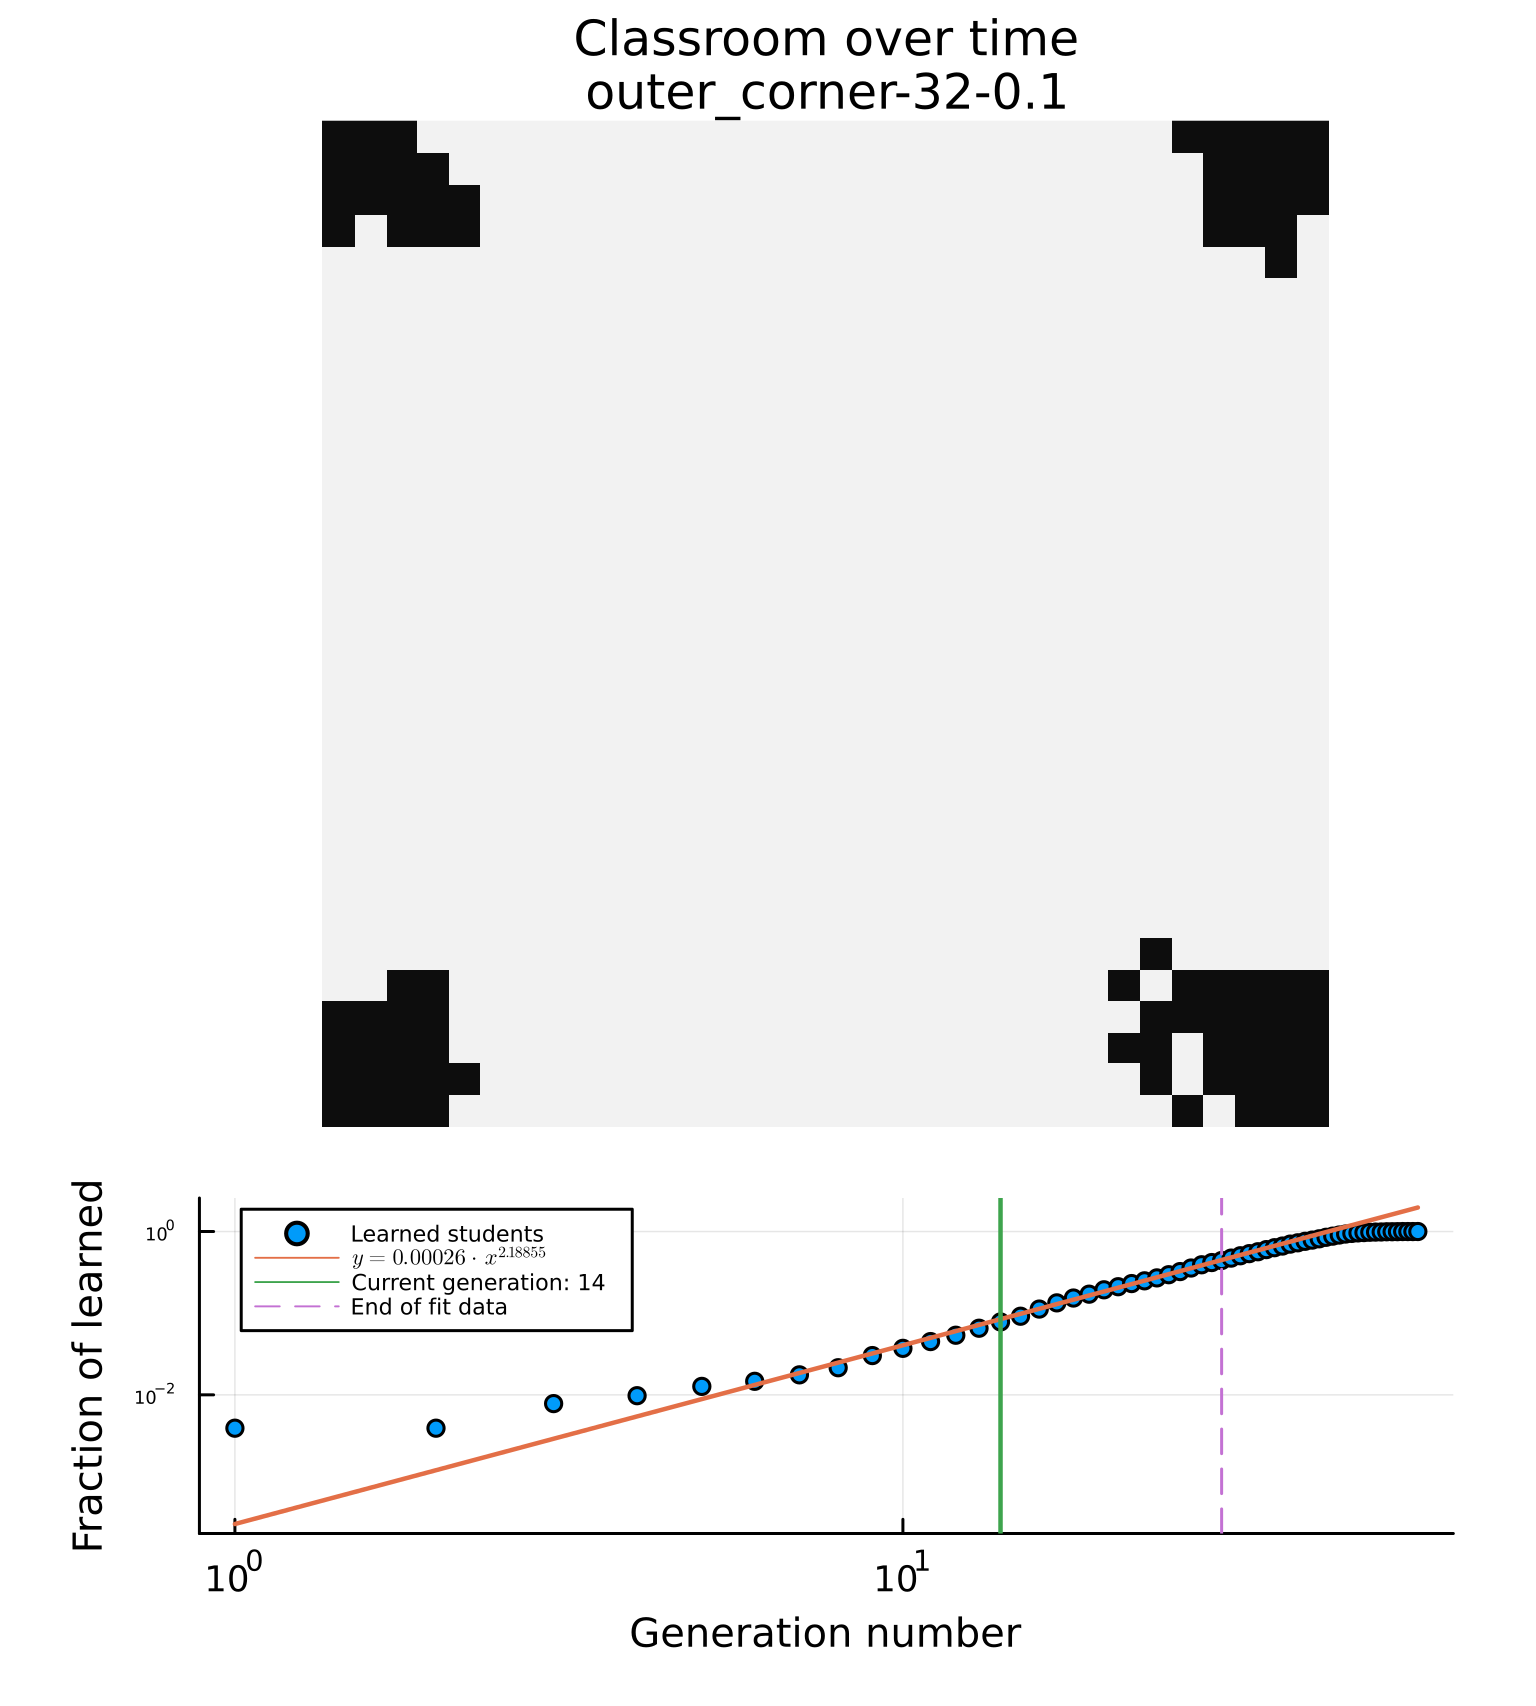 Classroom over time
outer_corner-32-0.1
Fraction of learned
10^0
10^−2
Learned students
y = 0.00026 · x^2.18855
Current generation: 14
End of fit data
10^0
10^1
Generation number